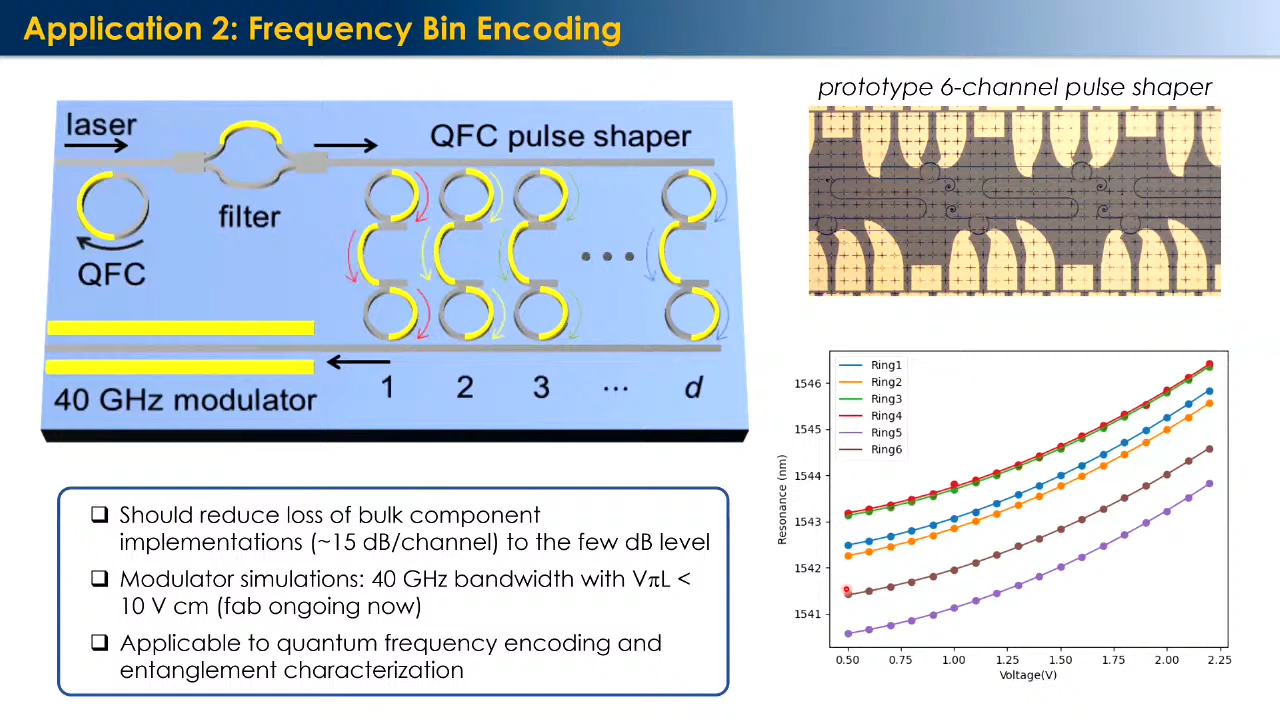 Application 2: Frequency Bin Encoding
laser
QFC pulse shaper
filter
QFC
40 GHz modulator
1 2 3 ... d
Should reduce loss of bulk component
implementations (~15 dB/channel) to the few dB level
Modulator simulations: 40 GHz bandwidth with VπL <
10 V cm (fab ongoing now)
Applicable to quantum frequency encoding and
entanglement characterization
prototype 6-channel pulse shaper
Ring1
Ring2
Ring3
Ring4
Ring5
Ring6
Resonance (nm)
1546
1545
1544
1543
1542
1541
0.50 0.75 1.00 1.25 1.50 1.75 2.00 2.25
Voltage(V)